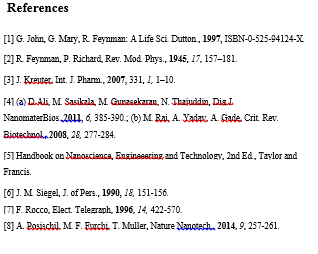 References
[1] G. John, G. Mary, R. Feynman: A Life Sci. Dutton., 1997, ISBN-0-525-94124-X.
[2] R. Feynman, P. Richard, Rev. Mod. Phys., 1945, 17, 157–181.
[3] J. Kreuter, Int. J. Pharm., 2007, 331, 1, 1–10.
[4] (a) D.Ali, M. Sasikala, M. Gunasekaran, N. Thajuddin, Dig.J.
NanomaterBios.,2011, 6, 385-390.; (b) M. Rai, A. Yadav, A. Gade, Crit. Rev.
Biotechnol., 2008, 28, 277-284.
[5] Handbook on Nanoscience, Engineeering and Technology, 2nd Ed., Taylor and
Francis.
[6] J. M. Siegel, J. of Pers., 1990, 18, 151-156.
[7] F. Rocco, Elect. Telegraph, 1996, 14, 422-570.
[8] A. Posischil, M. F. Furchi, T. Muller, Nature Nanotech., 2014, 9, 257-261.